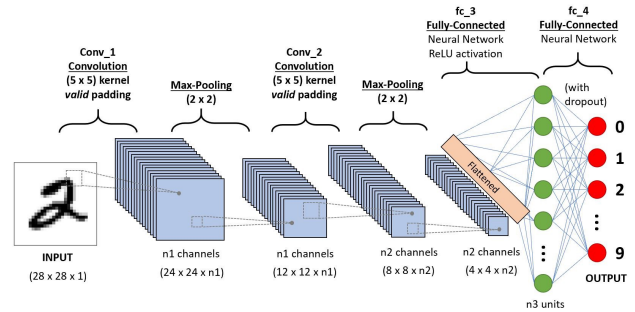 Conv_1
Convolution
(5 x 5) kernel
valid padding
Max-Pooling
(2 x 2)
Conv_2
Convolution
(5 x 5) kernel
valid padding
Max-Pooling
(2 x 2)
fc_3
Fully-Connected
Neural Network
ReLU activation
fc_4
Fully-Connected
Neural Network
(with
dropout)
2
INPUT
(28 x 28 x 1)
n1 channels
(24 x 24 x n1)
n1 channels
(12 x 12 x n1)
n2 channels
(8 x 8 x n2)
n2 channels
(4 x 4 x n2)
Flattened
n3 units
0
1
2
9
OUTPUT